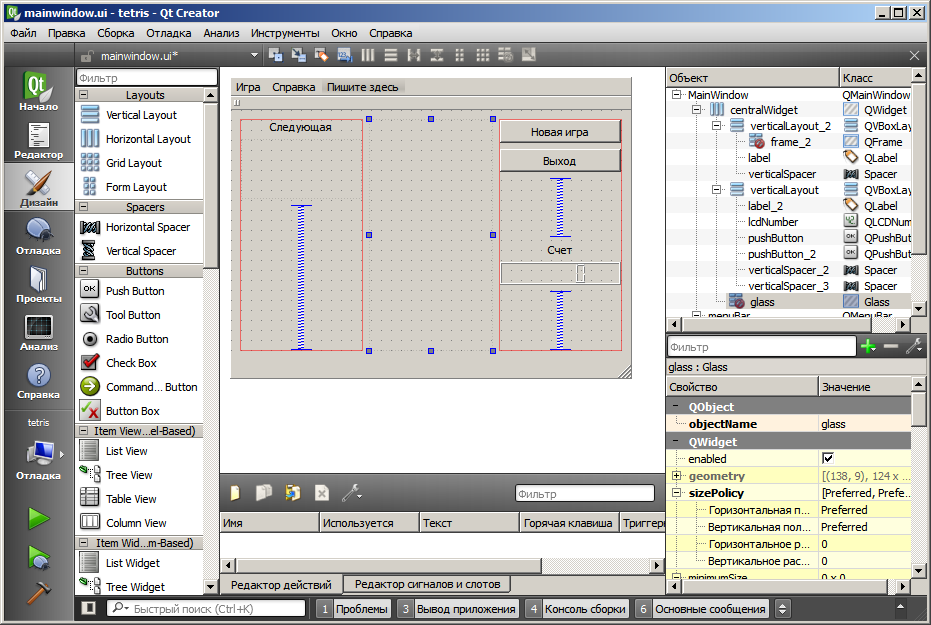 mainwindow.ui - tetris - Qt Creator
Файл Правка Сборка Отладка Анализ Инструменты Окно Справка
mainwindow.ui*
Начало
Редактор
Дизайн
Отладка
Проекты
Анализ
Справка
tetris
Отладка
Фильтр
Layouts
Vertical Layout
Horizontal Layout
Grid Layout
Form Layout
Spacers
Horizontal Spacer
Vertical Spacer
Buttons
OK Push Button
Tool Button
Radio Button
Check Box
Command... Button
Button Box
Item View...el-Based)
List View
Tree View
Table View
Column View
Item Wid...m-Based)
List Widget
Tree Widget
Игра Справка Пишите здесь
Следующая
Новая игра
Выход
Счет
Фильтр
Имя Используется Текст Горячая клавиша Триггерн
Редактор действий Редактор сигналов и слотов
Объект Класс
MainWindow QMainWindow
centralWidget QWidget
verticalLayout_2 QVBoxLay
frame_2 QFrame
label QLabel
verticalSpacer Spacer
verticalLayout QVBoxLay
label_2 QLabel
lcdNumber QLCDNum
pushButton OK QPushBut
pushButton_2 OK QPushBut
verticalSpacer_2 Spacer
verticalSpacer_3 Spacer
glass Glass
menuBar QMenuBar
Фильтр
glass : Glass
Свойство Значение
QObject
objectName glass
QWidget
enabled
geometry [(138, 9), 124 x ...
sizePolicy [Preferred, Prefe...
Горизонтальная п... Preferred
Вертикальная пол... Preferred
Горизонтальное р... 0
Вертикальное рас... 0
minimumSize 0 x 0
Быстрый поиск (Ctrl+K)
1 Проблемы 3 Вывод приложения 4 Консоль сборки 6 Основные сообщения